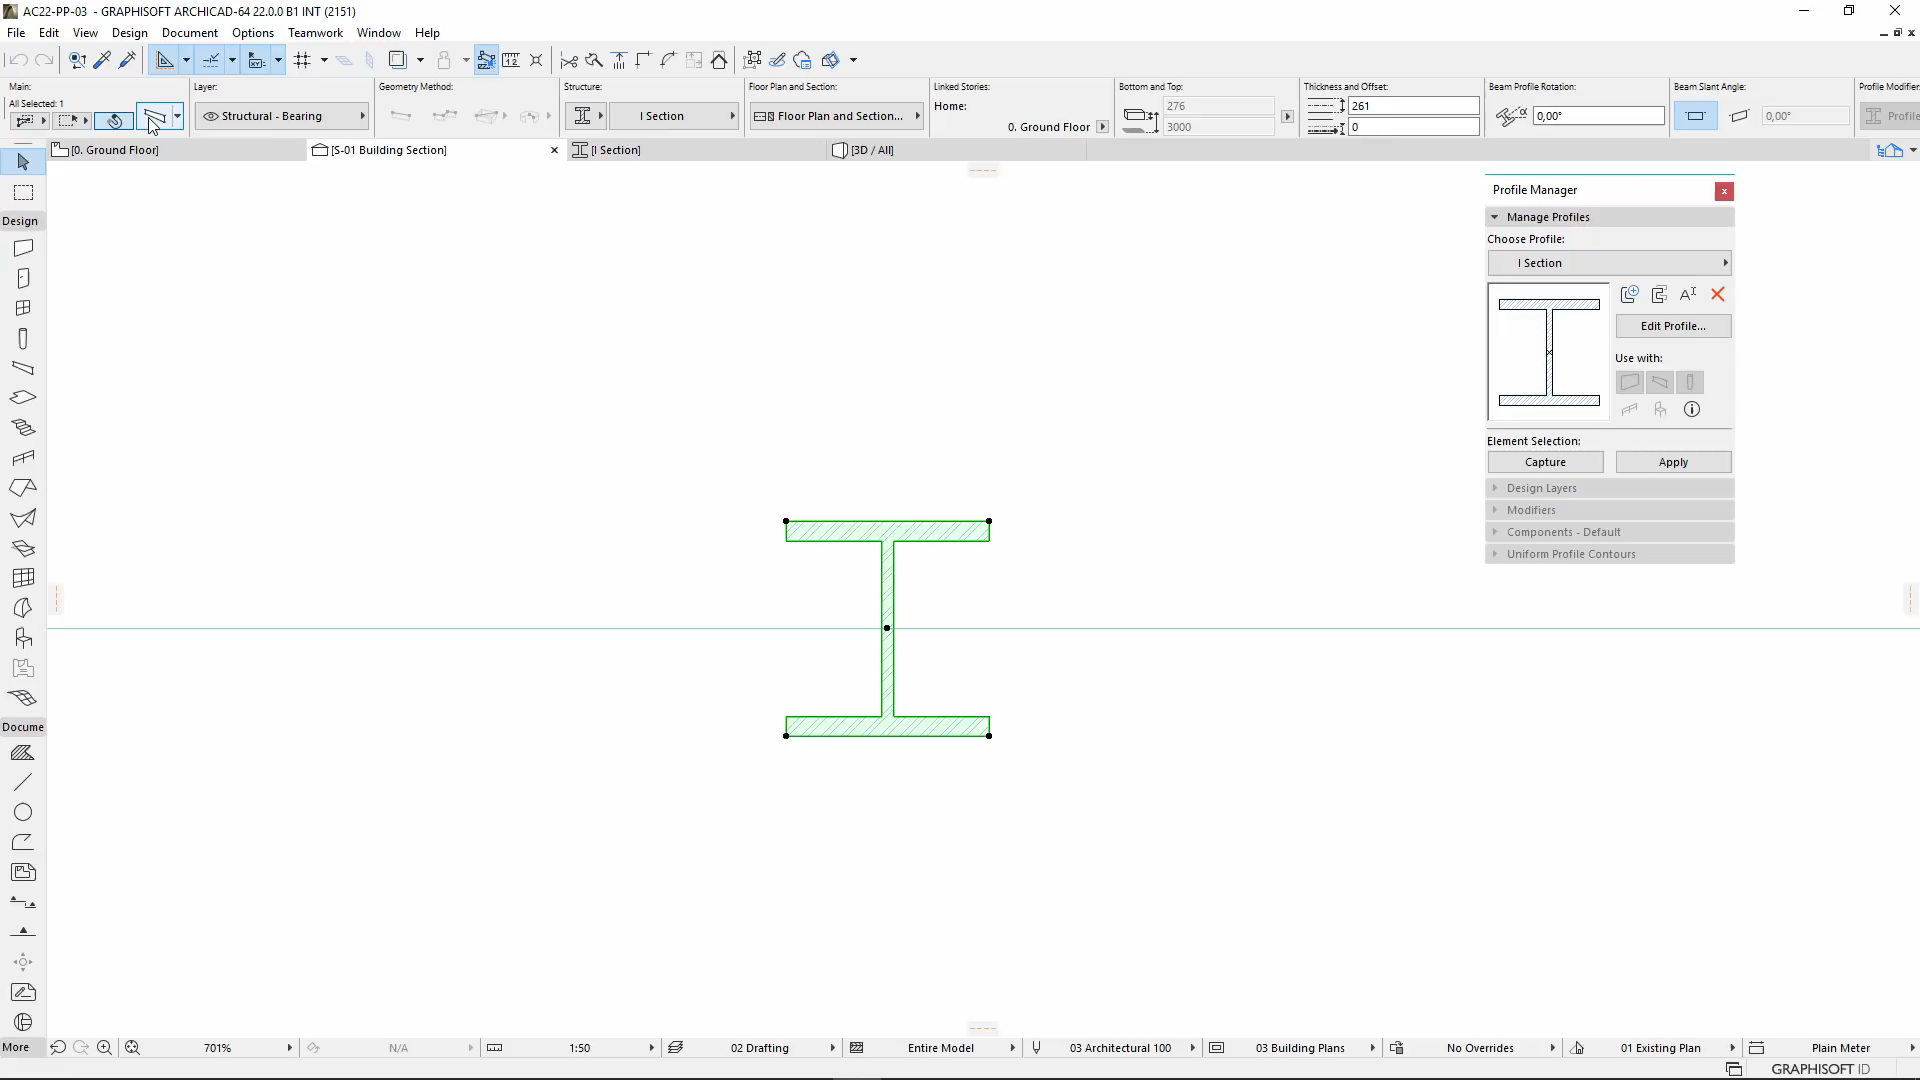 AC22-PP-03 - GRAPHISOFT ARCHICAD-64 22.0.0 B1 INT (2151)
File Edit View Design Document Options Teamwork Window Help
Main:
All Selected: 1
Layer:
Structural - Bearing
Geometry Method:
Structure:
I Section
Floor Plan and Section:
Floor Plan and Section...
Linked Stories:
Home:
0. Ground Floor
Bottom and Top:
276
3000
Thickness and Offset:
261
0
Beam Profile Rotation:
0,00°
Beam Slant Angle:
0,00°
Profile Modifier
Profile
[0. Ground Floor]
[S-01 Building Section]
[I Section]
[3D / All]
Design
Docume
More
Profile Manager
Manage Profiles
Choose Profile:
I Section
Edit Profile...
Use with:
Element Selection:
Capture
Apply
Design Layers
Modifiers
Components - Default
Uniform Profile Contours
701%
N/A
1:50
02 Drafting
Entire Model
03 Architectural 100
03 Building Plans
No Overrides
01 Existing Plan
Plain Meter
GRAPHISOFT ID